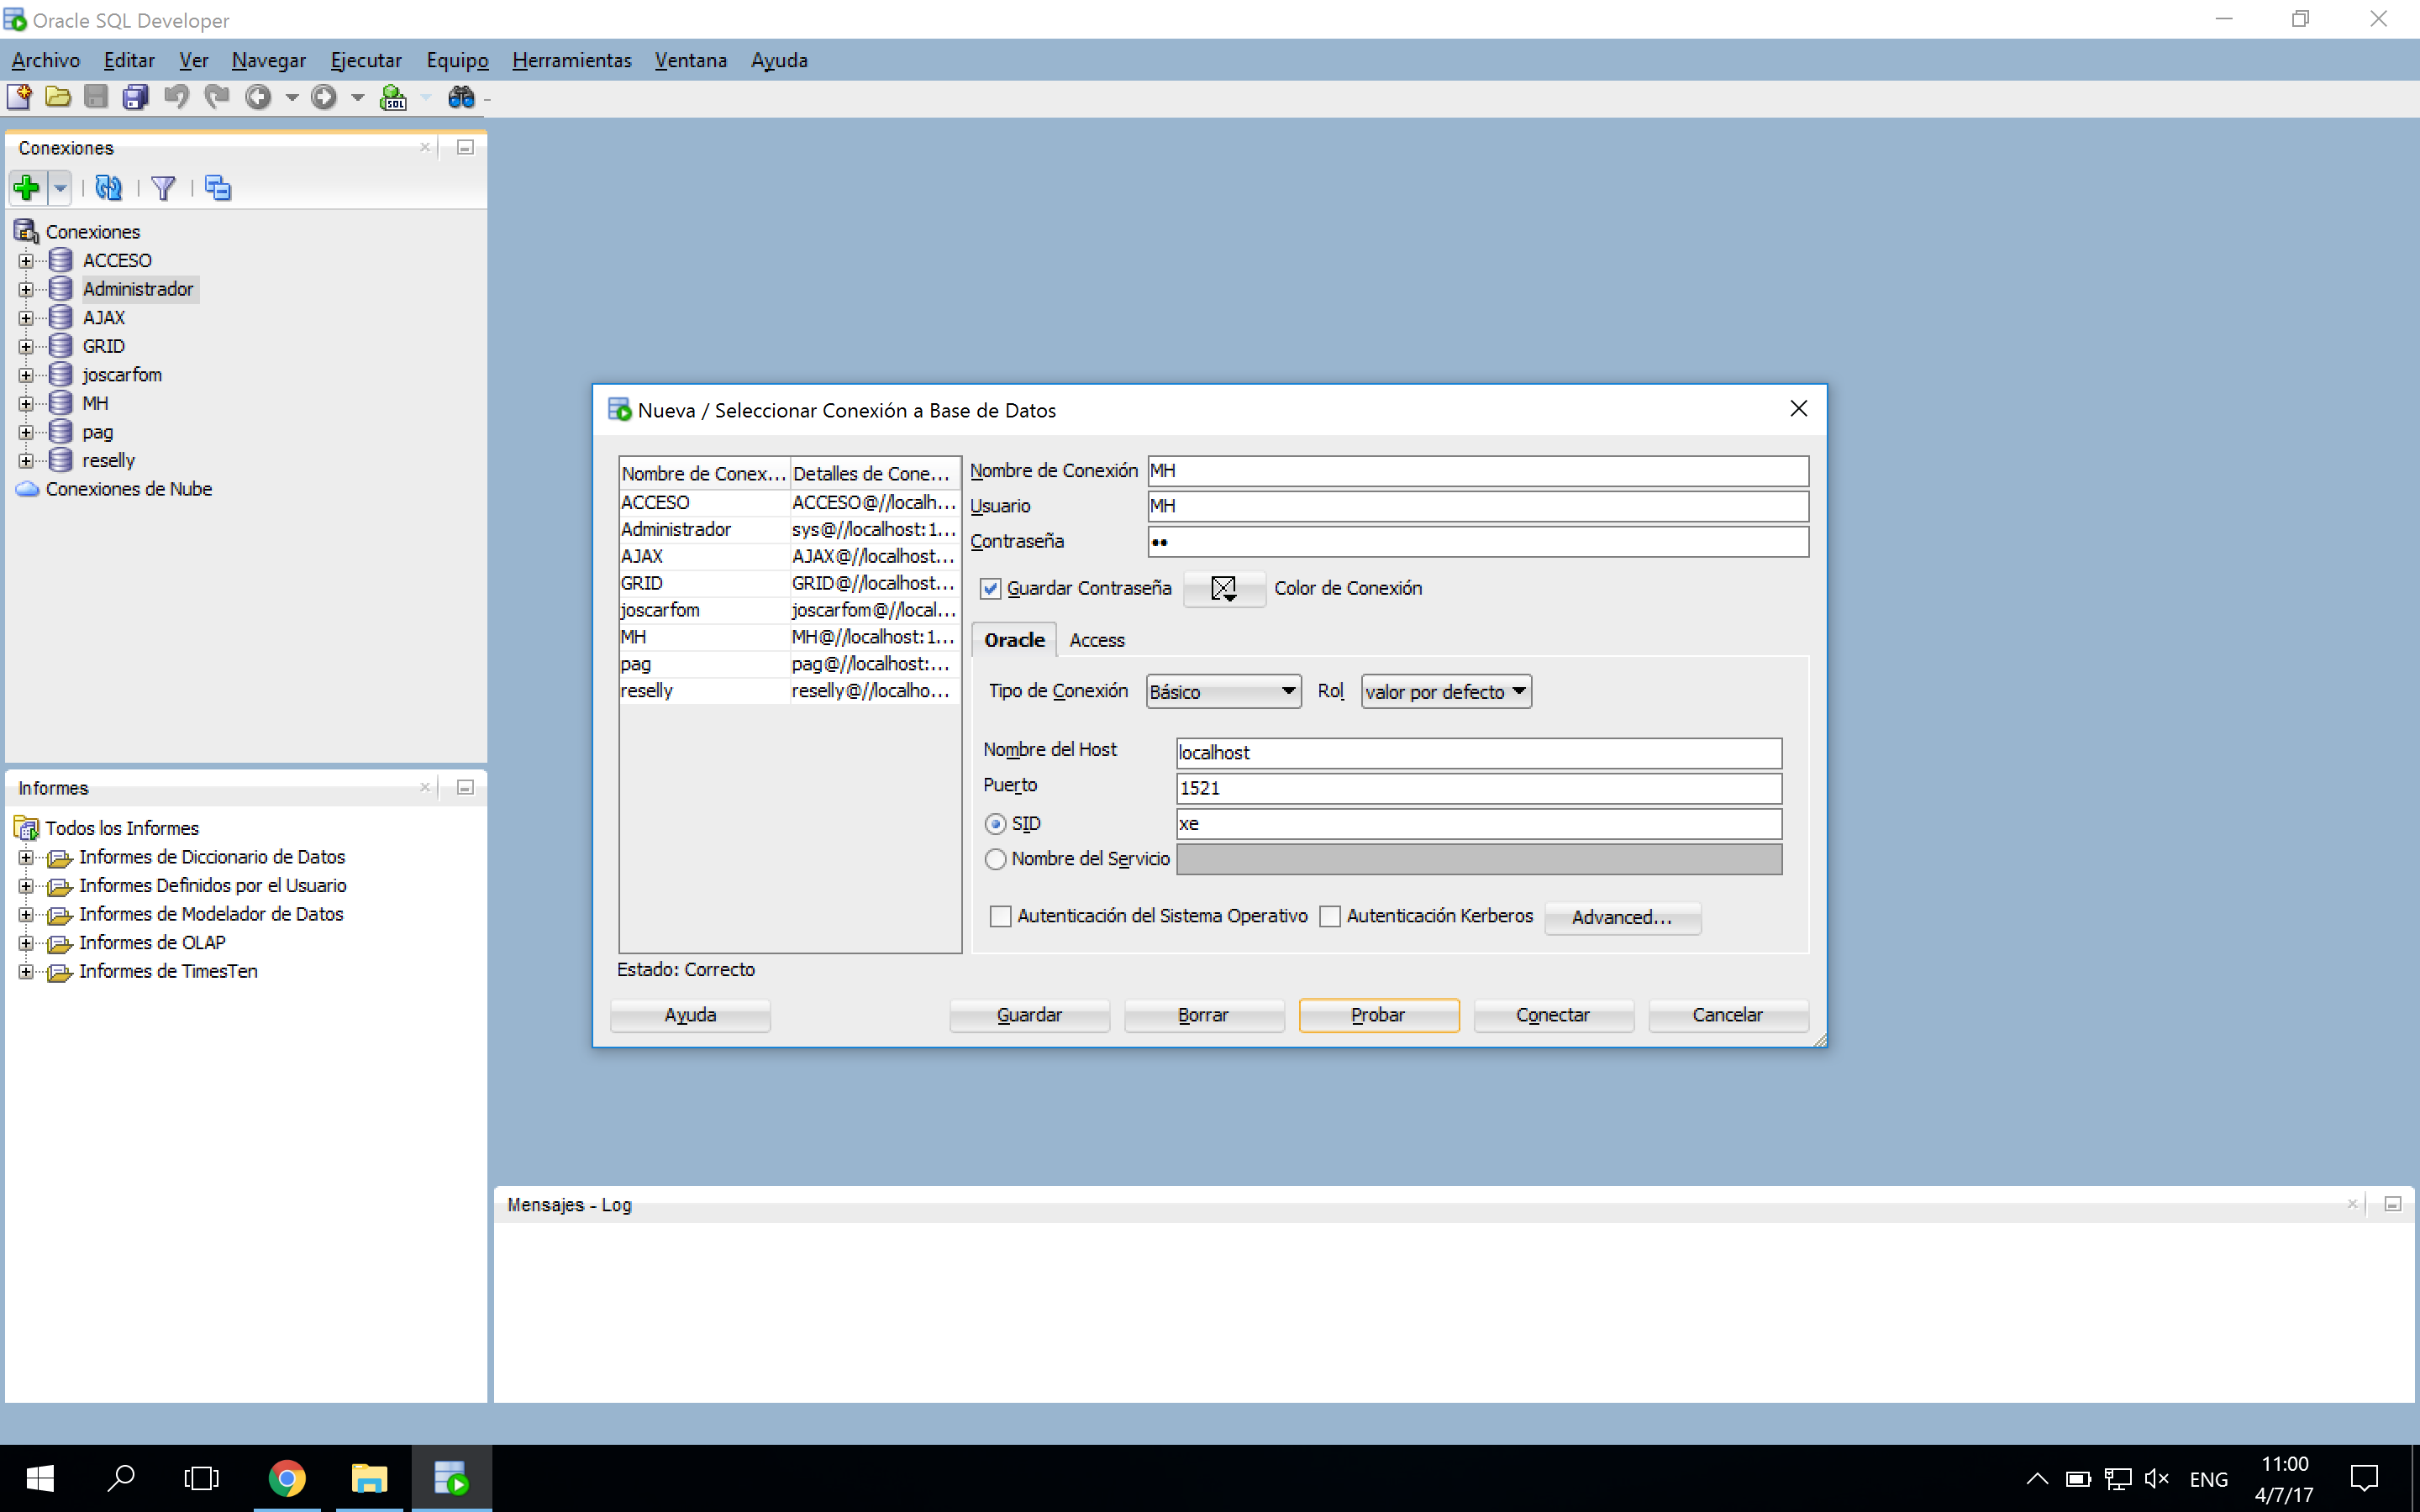 Oracle SQL Developer
Archivo Editar Ver Navegar Ejecutar Equipo Herramientas Ventana Ayuda
SQL
Conexiones
Conexiones
ACCESO
Administrador
AJAX
GRID
joscarfom
MH
pag
reselly
Conexiones de Nube
Informes
Todos los Informes
Informes de Diccionario de Datos
Informes Definidos por el Usuario
Informes de Modelador de Datos
Informes de OLAP
Informes de TimesTen
Nueva / Seleccionar Conexión a Base de Datos
Nombre de Conex... Detalles de Cone...
ACCESO ACCESO@//localh...
Administrador sys@//localhost:1...
AJAX AJAX@//localhost...
GRID GRID@//localhost...
joscarfom joscarfom@//local...
MH MH@//localhost:1...
pag pag@//localhost:...
reselly reselly@//localho...
Nombre de Conexión MH
Usuario MH
Contraseña ••
Guardar Contraseña Color de Conexión
Oracle Access
Tipo de Conexión Básico Rol valor por defecto
Nombre del Host localhost
Puerto 1521
SID xe
Nombre del Servicio
Autenticación del Sistema Operativo Autenticación Kerberos Advanced...
Estado: Correcto
Ayuda Guardar Borrar Probar Conectar Cancelar
Mensajes - Log
ENG
11:00
4/7/17